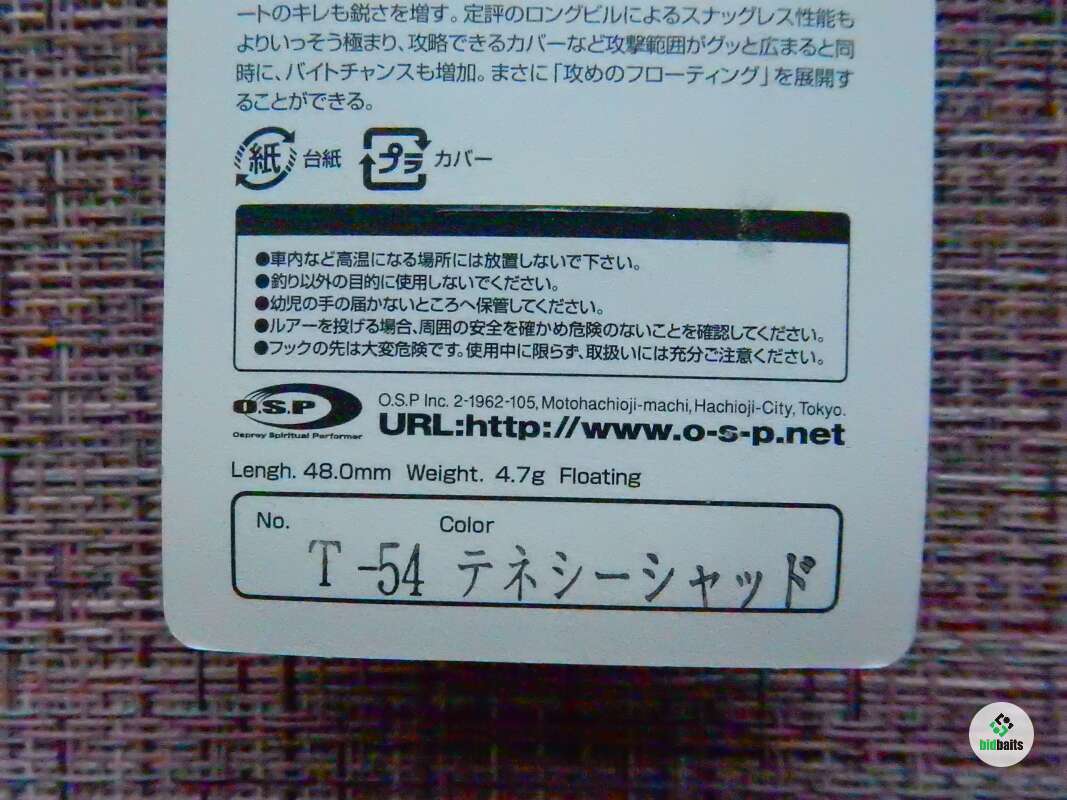 ートのキレも鋭さを増す。定評のロングビルによるスナッグレス性能も
よりいっそう極まり、攻略できるカバーなど攻撃範囲がグッと広まると同
時に、バイトチャンスも増加。まさに「攻めのフローティング」を展開す
ることができる。
紙 台紙 プラ カバー
●車内など高温になる場所には放置しないで下さい。
●釣り以外の目的に使用しないでください。
●幼児の手の届かないところへ保管してください。
●ルアーを投げる場合、周囲の安全を確かめ危険のないことを確認してください。
●フックの先は大変危険です。使用中に限らず、取扱いには充分ご注意ください。
O.S.P
Osprey Spiritual Performer
O.S.P Inc. 2-1962-105, Motohachioji-machi, Hachioji-City, Tokyo.
URL:http://www.o-s-p.net
Lengh. 48.0mm Weight. 4.7g Floating
No. Color
T-54 テネシーシャッド
bidbaits